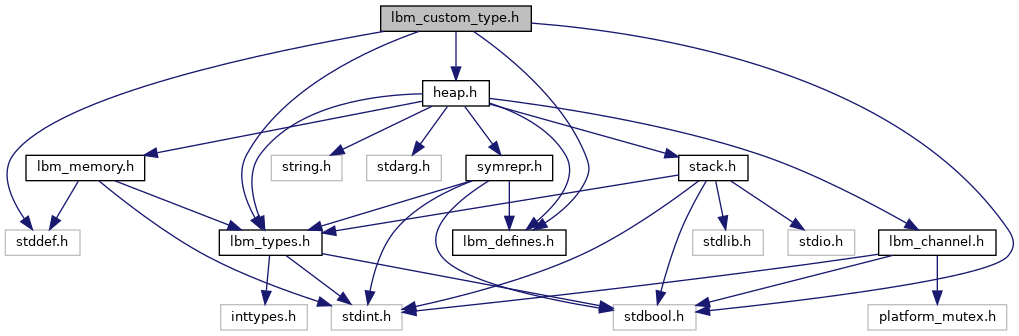 lbm_custom_type.h
heap.h
lbm_memory.h
string.h
stdarg.h
symrepr.h
stack.h
stddef.h
lbm_types.h
lbm_defines.h
stdlib.h
stdio.h
lbm_channel.h
inttypes.h
stdint.h
stdbool.h
platform_mutex.h